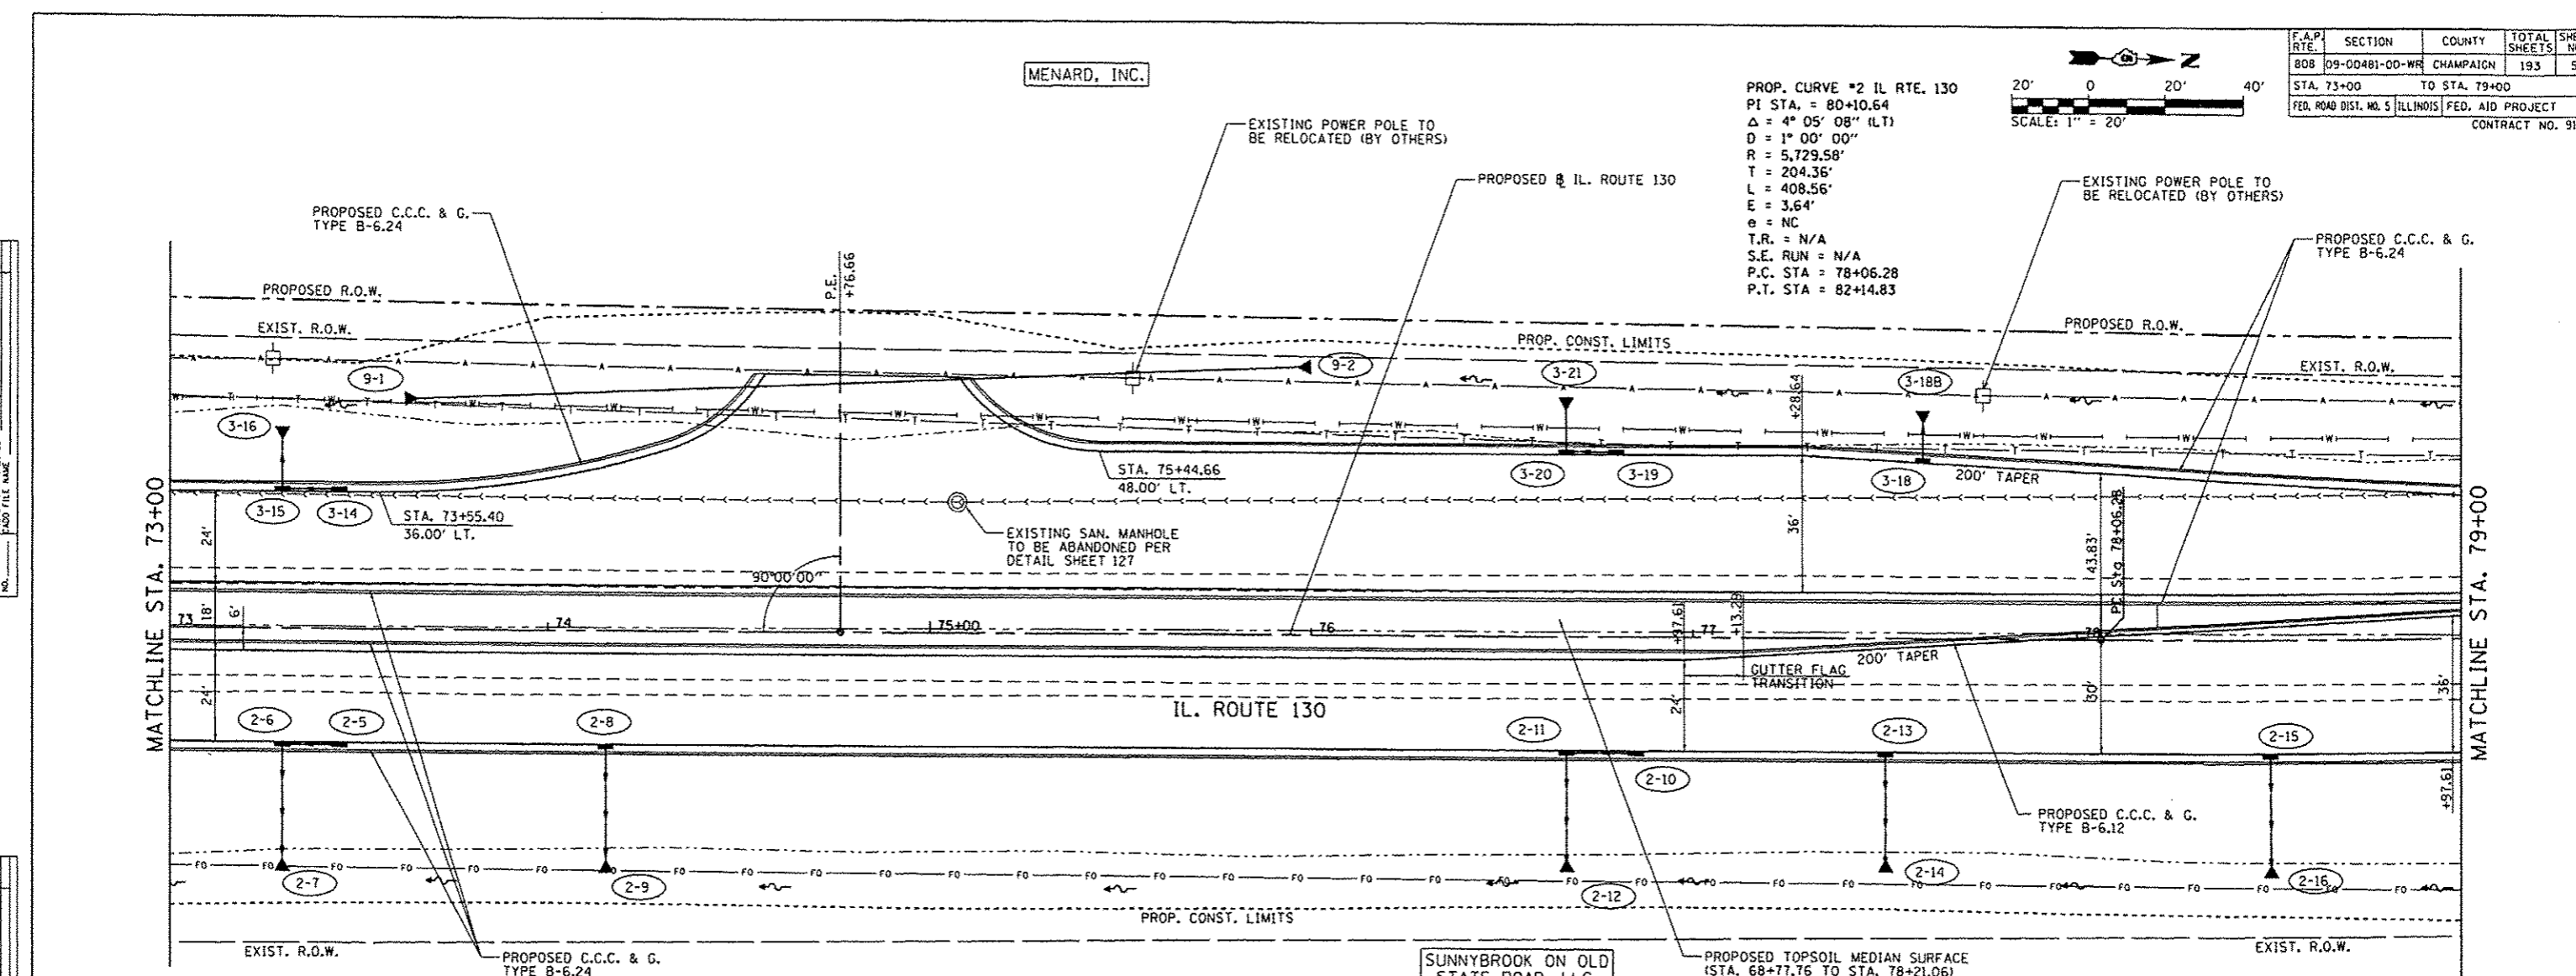 MENARD, INC.
F.A.P. RTE. SECTION COUNTY TOTAL SHEETS
808 09-00481-00-WR CHAMPAIGN 193
STA. 73+00 TO STA. 79+00
FED. ROAD DIST. NO. 5 ILLINOIS FED. AID PROJECT
CONTRACT NO. 91
N
20' 0 20' 40'
SCALE: 1" = 20'
PROP. CURVE #2 IL RTE. 130
PI STA. = 80+10.64
Δ = 4° 05' 08" (LT)
D = 1° 00' 00"
R = 5,729.58'
T = 204.36'
L = 408.56'
E = 3.64'
e = NC
T.R. = N/A
S.E. RUN = N/A
P.C. STA = 78+06.28
P.T. STA = 82+14.83
EXISTING POWER POLE TO
BE RELOCATED (BY OTHERS)
PROPOSED ℄ IL. ROUTE 130
EXISTING POWER POLE TO
BE RELOCATED (BY OTHERS)
PROPOSED C.C.C. & G.
TYPE B-6.24
PROPOSED C.C.C. & G.
TYPE B-6.24
P.E.
+76.66
PROPOSED R.O.W.
PROPOSED R.O.W.
EXIST. R.O.W.
PROP. CONST. LIMITS
EXIST. R.O.W.
9-1
9-2
3-21
3-18B
+28.64
3-16
3-15
3-14
STA. 73+55.40
36.00' LT.
STA. 75+44.66
48.00' LT.
3-20
3-19
3-18
200' TAPER
EXISTING SAN. MANHOLE
TO BE ABANDONED PER
DETAIL SHEET 127
MATCHLINE STA. 73+00
MATCHLINE STA. 79+00
24'
18'
6'
24'
90°00'00"
36'
43.83'
PC Sta 78+06.28
73
74
75+00
76
77
78
+97.61
+13.29
200' TAPER
GUTTER FLAG
TRANSITION
24'
30'
36'
+97.61
IL. ROUTE 130
2-6
2-5
2-8
2-11
2-10
2-13
2-15
2-7
2-9
2-12
2-14
2-16
PROPOSED C.C.C. & G.
TYPE B-6.12
PROP. CONST. LIMITS
EXIST. R.O.W.
EXIST. R.O.W.
PROPOSED C.C.C. & G.
TYPE B-6.24
SUNNYBROOK ON OLD
STATE ROAD, LLC
PROPOSED TOPSOIL MEDIAN SURFACE
(STA. 68+77.76 TO STA. 78+21.06)
CADD FILE NAME
NO.